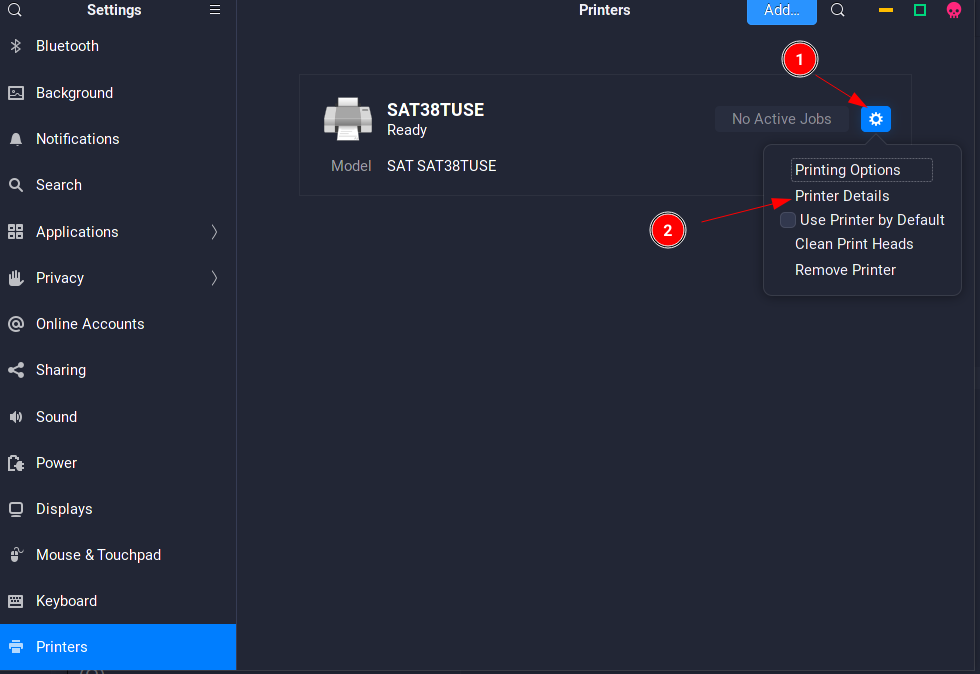 Settings
Printers
Add...
Bluetooth
Background
Notifications
Search
Applications
Privacy
Online Accounts
Sharing
Sound
Power
Displays
Mouse & Touchpad
Keyboard
Printers
1
SAT38TUSE
Ready
No Active Jobs
Model SAT SAT38TUSE
Printing Options
Printer Details
2
Use Printer by Default
Clean Print Heads
Remove Printer